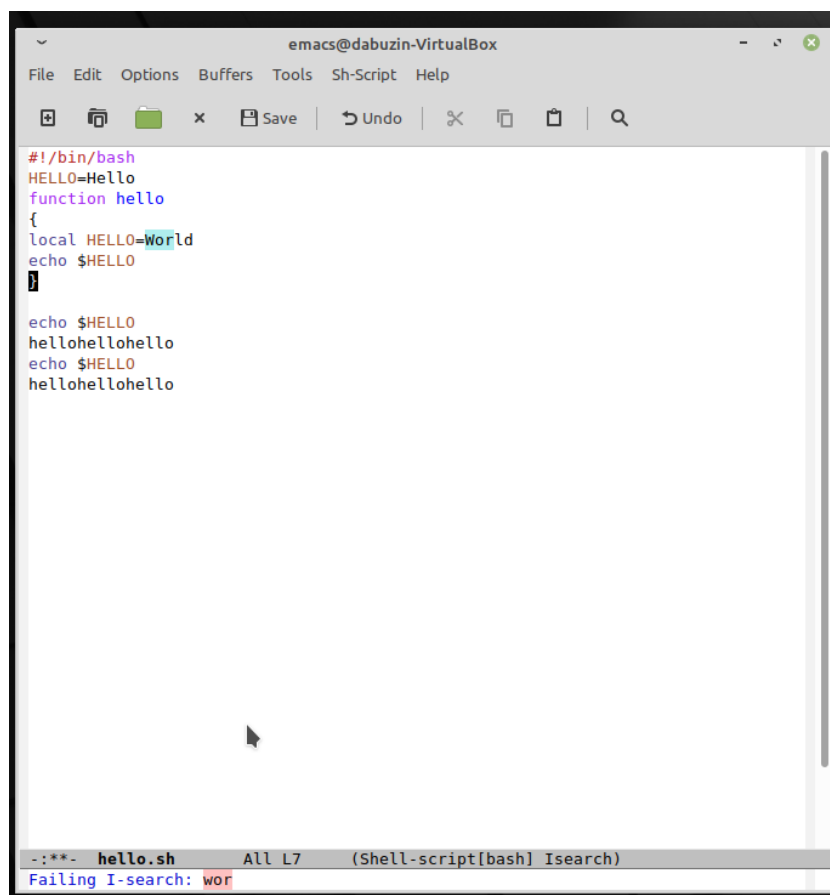 emacs@dabuzin-VirtualBox
File Edit Options Buffers Tools Sh-Script Help
Save Undo
#!/bin/bash
HELLO=Hello
function hello
{
local HELLO=World
echo $HELLO
}
echo $HELLO
hellohellohello
echo $HELLO
hellohellohello
-:**- hello.sh All L7 (Shell-script[bash] Isearch)
Failing I-search: wor